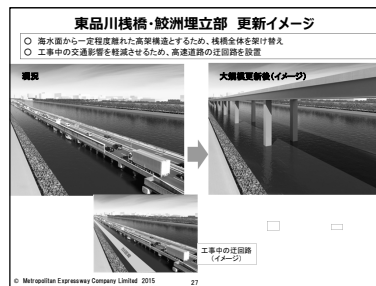 東品川桟橋・鮫洲埋立部 更新イメージ
○ 海水面から一定程度離れた高架構造とするため、桟橋全体を架け替え
○ 工事中の交通影響を軽減させるため、高速道路の迂回路を設置
現況
大規模更新後(イメージ)
工事中の迂回路
(イメージ)
© Metropolitan Expressway Company Limited 2015
27